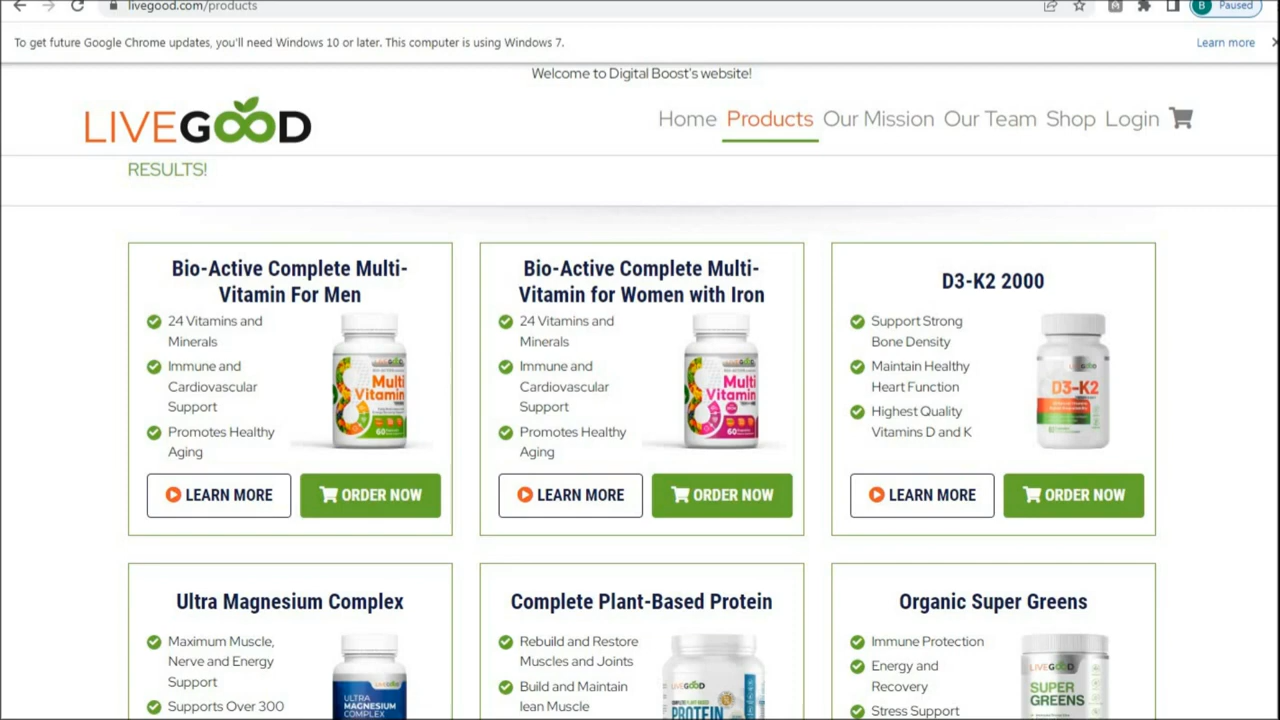 livegood.com/products
B Paused
To get future Google Chrome updates, you'll need Windows 10 or later. This computer is using Windows 7.
Learn more
Welcome to Digital Boost's website!
LIVEGOOD
Home Products Our Mission Our Team Shop Login
RESULTS!
Bio-Active Complete Multi-
Vitamin For Men
24 Vitamins and
Minerals
Immune and
Cardiovascular
Support
Promotes Healthy
Aging
Multi
Vitamin
60
LEARN MORE
ORDER NOW
Bio-Active Complete Multi-
Vitamin for Women with Iron
24 Vitamins and
Minerals
Immune and
Cardiovascular
Support
Promotes Healthy
Aging
Multi
Vitamin
60
LEARN MORE
ORDER NOW
D3-K2 2000
Support Strong
Bone Density
Maintain Healthy
Heart Function
Highest Quality
Vitamins D and K
D3-K2
LEARN MORE
ORDER NOW
Ultra Magnesium Complex
Maximum Muscle,
Nerve and Energy
Support
Supports Over 300
LIVEGOOD
ULTRA
MAGNESIUM
COMPLEX
Complete Plant-Based Protein
Rebuild and Restore
Muscles and Joints
Build and Maintain
lean Muscle
LIVEGOOD
COMPLETE PLANT-BASED
PROTEIN
Organic Super Greens
Immune Protection
Energy and
Recovery
Stress Support
LIVEGOOD
SUPER
GREENS